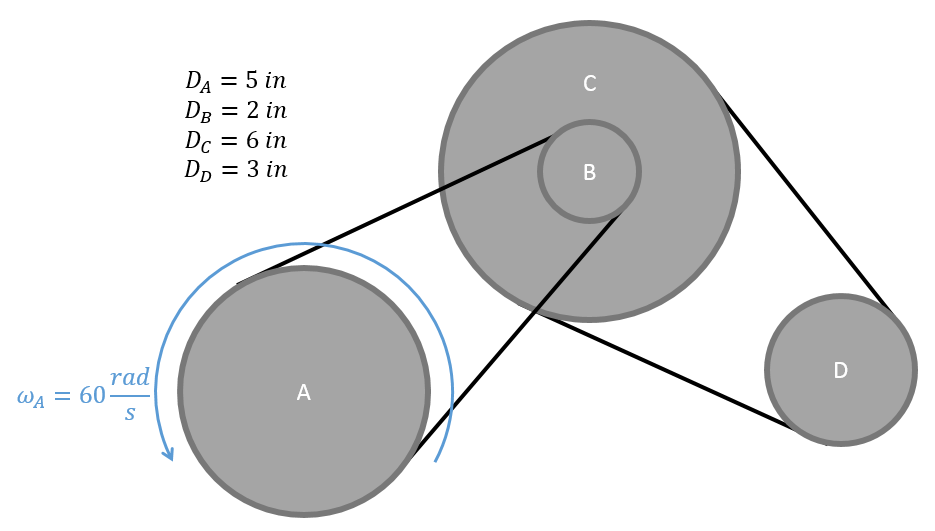 C
D_A = 5 in
D_B = 2 in
D_C = 6 in
D_D = 3 in
B
D
ω_A = 60 rad/s
A